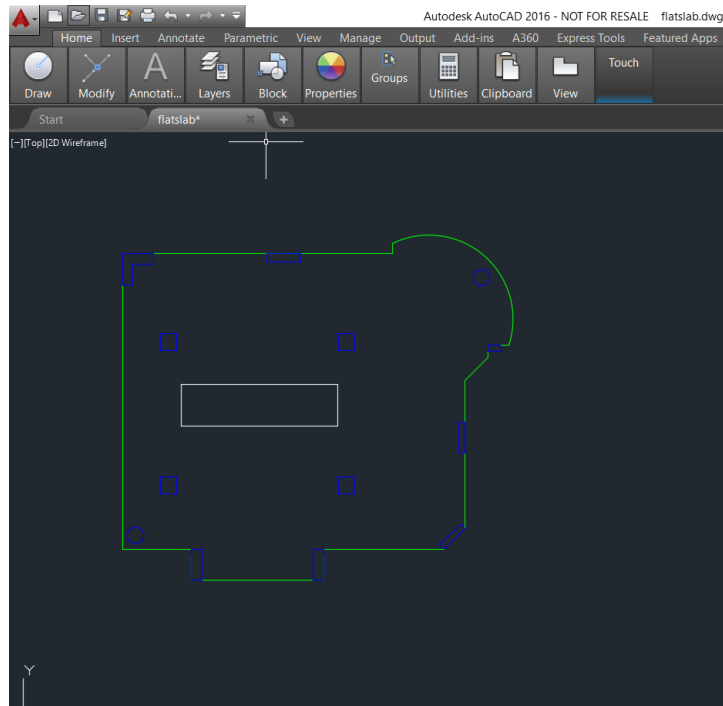 Autodesk AutoCAD 2016 - NOT FOR RESALE flatslab.dwg
Home Insert Annotate Parametric View Manage Output Add-ins A360 Express Tools Featured Apps
Draw Modify Annotati... Layers Block Properties Groups Utilities Clipboard View Touch
Start flatslab*
[−][Top][2D Wireframe]
Y